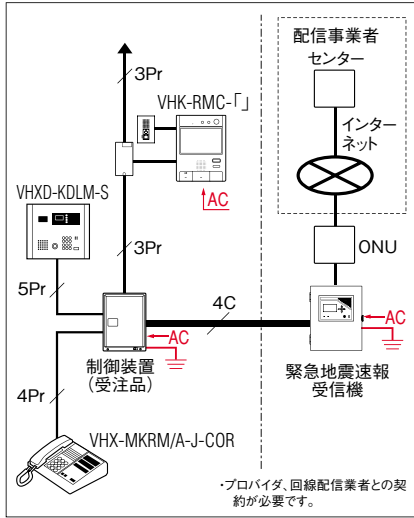 配信事業者
センター
3Pr
VHK-RMC-「」
インター
ネット
AC
VHXD-KDLM-S
3Pr
ONU
5Pr
4C
AC
AC
制御装置
(受注品)
緊急地震速報
受信機
4Pr
VHX-MKRM/A-J-COR
・プロバイダ、回線配信業者との契
約が必要です。